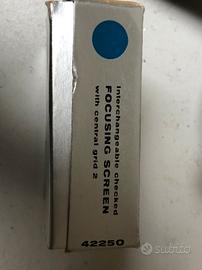 Interchangeable checked
FOCUSING SCREEN
with central grid 2
42250
subito